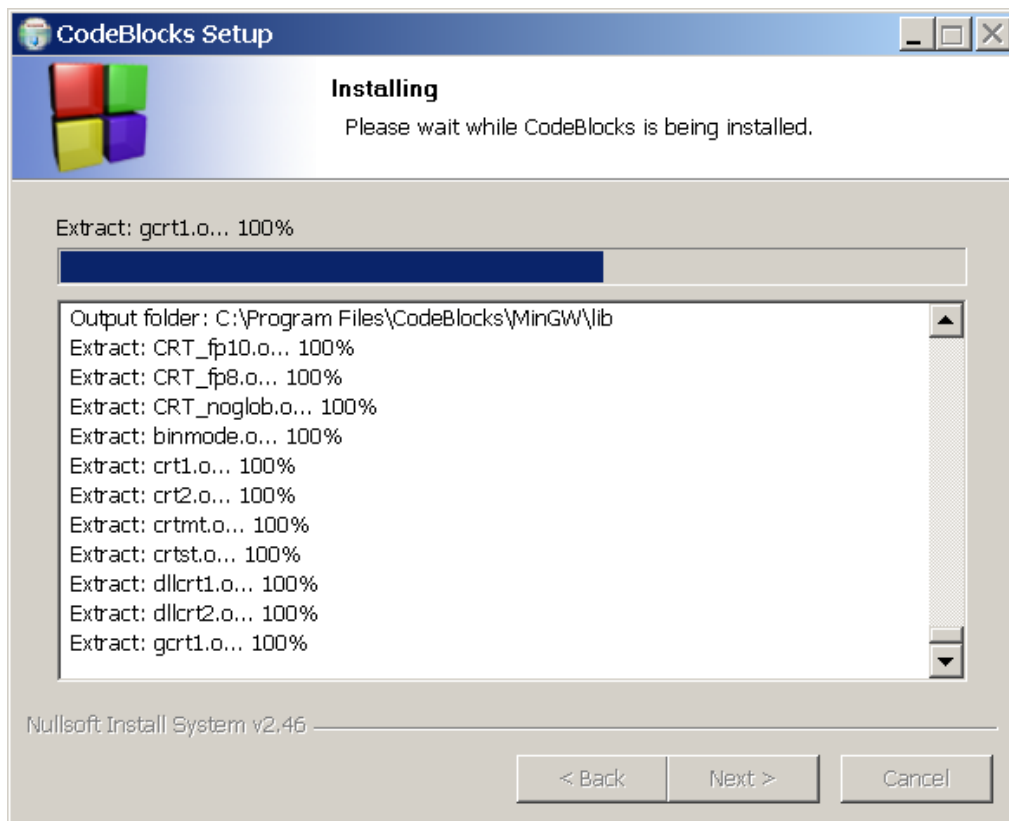 CodeBlocks Setup
Installing
Please wait while CodeBlocks is being installed.
Extract: gcrt1.o... 100%
Output folder: C:\Program Files\CodeBlocks\MinGW\lib
Extract: CRT_fp10.o... 100%
Extract: CRT_fp8.o... 100%
Extract: CRT_noglob.o... 100%
Extract: binmode.o... 100%
Extract: crt1.o... 100%
Extract: crt2.o... 100%
Extract: crtmt.o... 100%
Extract: crtst.o... 100%
Extract: dllcrt1.o... 100%
Extract: dllcrt2.o... 100%
Extract: gcrt1.o... 100%
Nullsoft Install System v2.46
< Back Next > Cancel